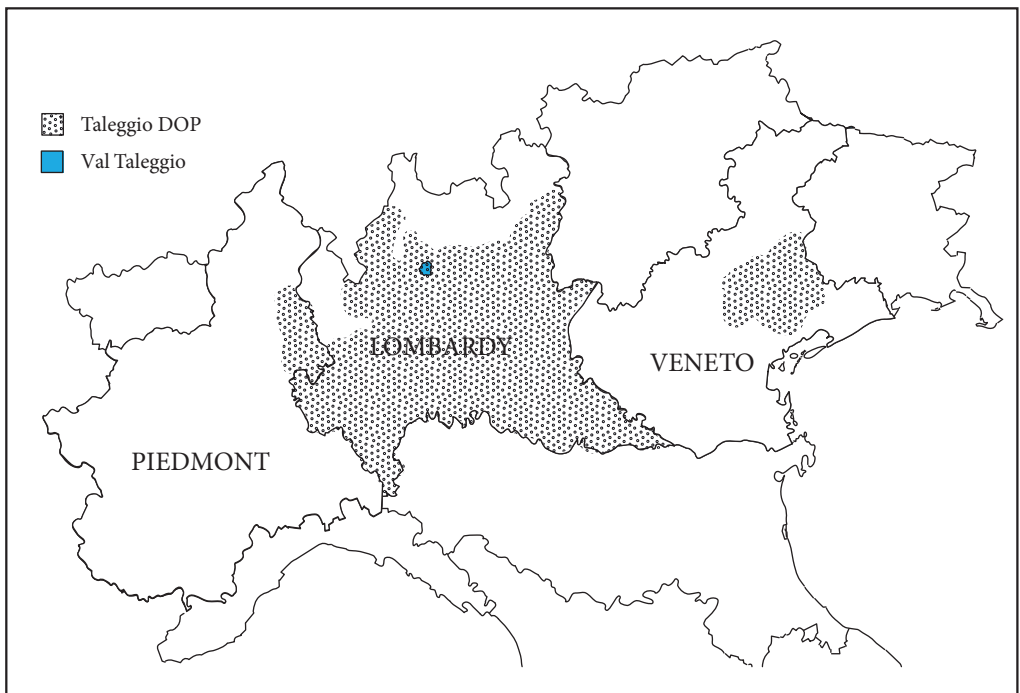 Taleggio DOP
Val Taleggio
LOMBARDY
VENETO
PIEDMONT